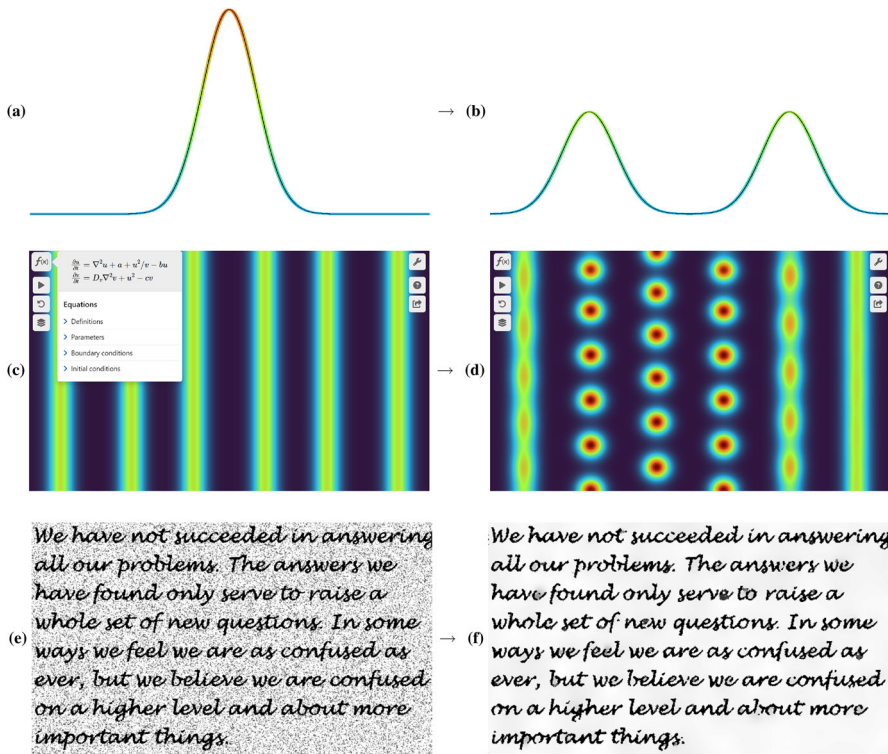 (a)
→ (b)
f(x)
∂u/∂t = ∇²u + a + u²/v − bu
∂v/∂t = Dᵥ∇²v + u² − cv
Equations
Definitions
Parameters
Boundary conditions
Initial conditions
(c)
f(x)
→ (d)
We have not succeeded in answering
all our problems. The answers we
have found only serve to raise a
whole set of new questions. In some
ways we feel we are as confused as
ever, but we believe we are confused
on a higher level and about more
important things.
(e)
We have not succeeded in answering
all our problems. The answers we
have found only serve to raise a
whole set of new questions. In some
ways we feel we are as confused as
ever, but we believe we are confused
on a higher level and about more
important things.
→ (f)